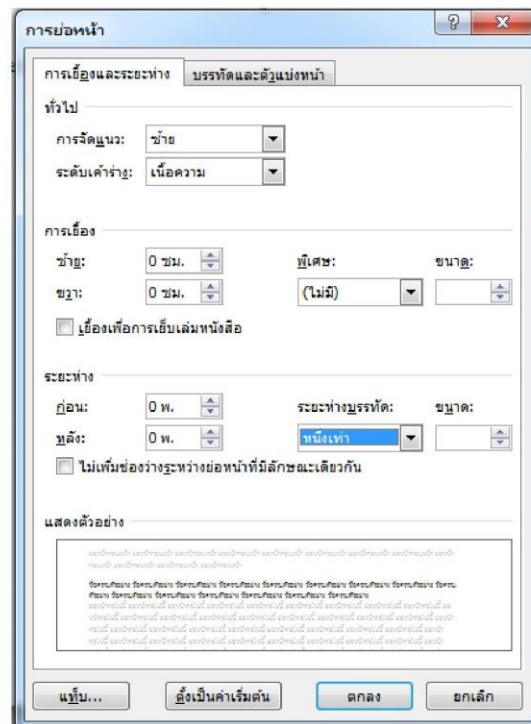 การย่อหน้า
การเยื้องและระยะห่าง บรรทัดและตัวแบ่งหน้า
ทั่วไป
การจัดแนว: ซ้าย
ระดับเค้าร่าง: เนื้อความ
การเยื้อง
ซ้าย: 0 ซม. พิเศษ: ขนาด:
ขวา: 0 ซม. (ไม่มี)
เยื้องเพื่อการเย็บเล่มหนังสือ
ระยะห่าง
ก่อน: 0 พ. ระยะห่างบรรทัด: ขนาด:
หลัง: 0 พ. หนึ่งเท่า
ไม่เพิ่มช่องว่างระหว่างย่อหน้าที่มีลักษณะเดียวกัน
แสดงตัวอย่าง
แท็บ... ตั้งเป็นค่าเริ่มต้น ตกลง ยกเลิก